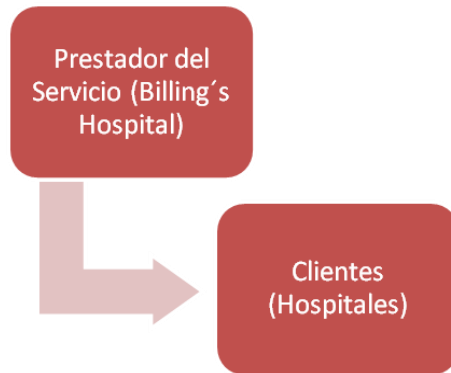 Prestador del
Servicio (Billing´s
Hospital)
Clientes
(Hospitales)